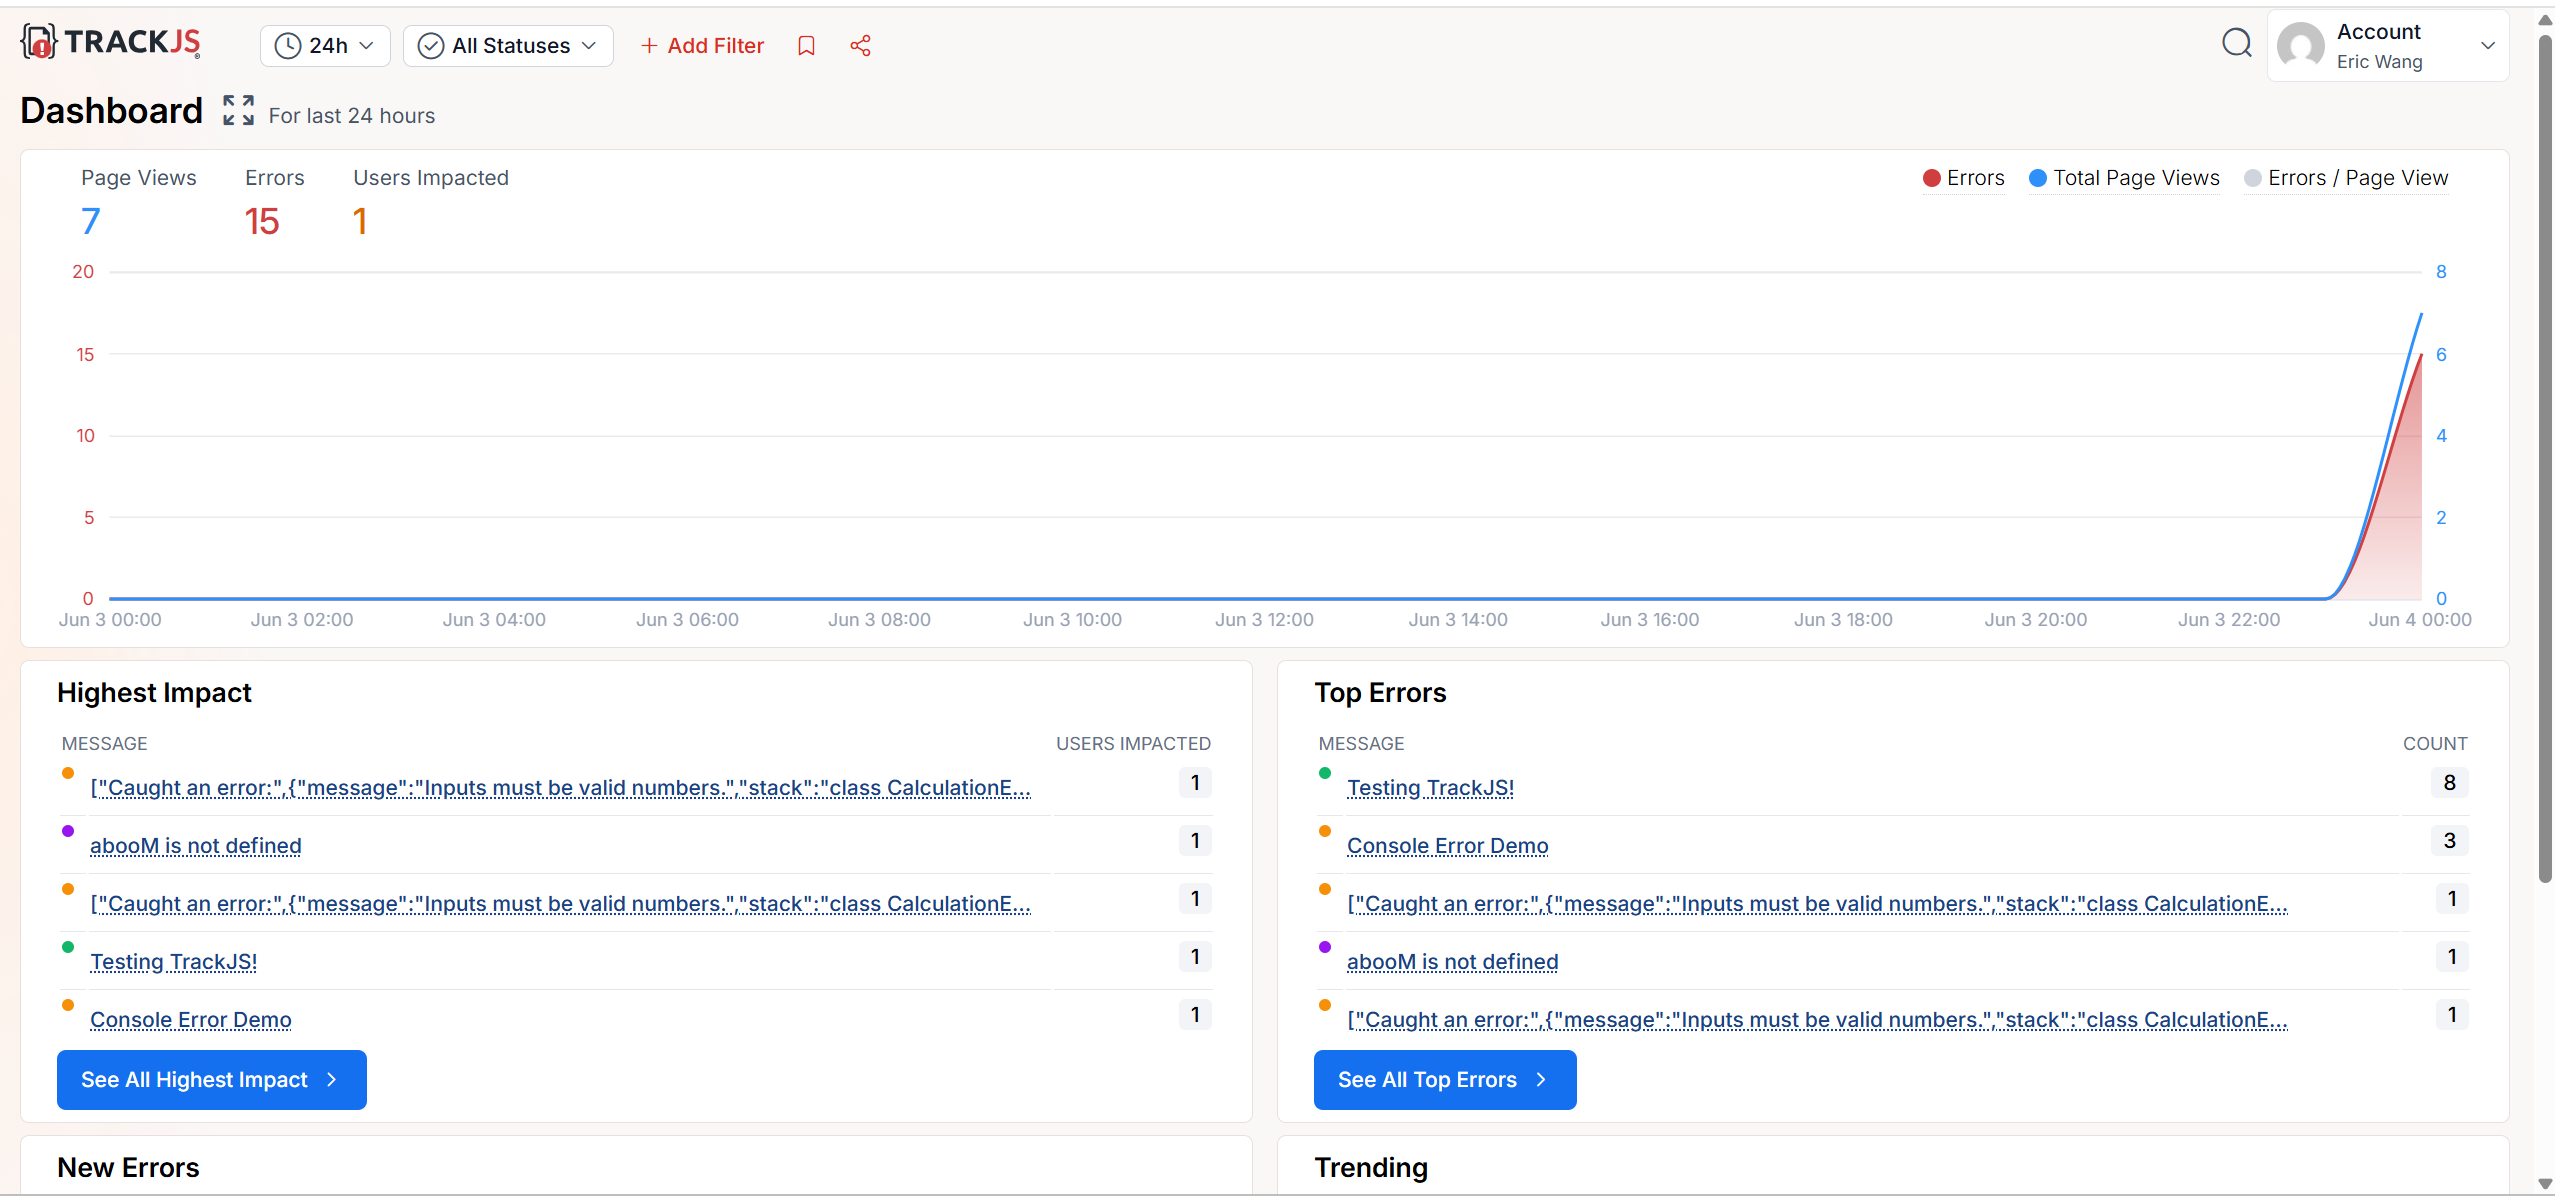 TRACKJS
24h
All Statuses
+ Add Filter
Account
Eric Wang
Dashboard
For last 24 hours
Page Views
Errors
Users Impacted
7
15
1
Errors
Total Page Views
Errors / Page View
20
15
10
5
0
8
6
4
2
0
Jun 3 00:00
Jun 3 02:00
Jun 3 04:00
Jun 3 06:00
Jun 3 08:00
Jun 3 10:00
Jun 3 12:00
Jun 3 14:00
Jun 3 16:00
Jun 3 18:00
Jun 3 20:00
Jun 3 22:00
Jun 4 00:00
Highest Impact
MESSAGE
USERS IMPACTED
["Caught an error:",{"message":"Inputs must be valid numbers.","stack":"class CalculationE...
1
abooM is not defined
1
["Caught an error:",{"message":"Inputs must be valid numbers.","stack":"class CalculationE...
1
Testing TrackJS!
1
Console Error Demo
1
See All Highest Impact
Top Errors
MESSAGE
COUNT
Testing TrackJS!
8
Console Error Demo
3
["Caught an error:",{"message":"Inputs must be valid numbers.","stack":"class CalculationE...
1
abooM is not defined
1
["Caught an error:",{"message":"Inputs must be valid numbers.","stack":"class CalculationE...
1
See All Top Errors
New Errors
Trending